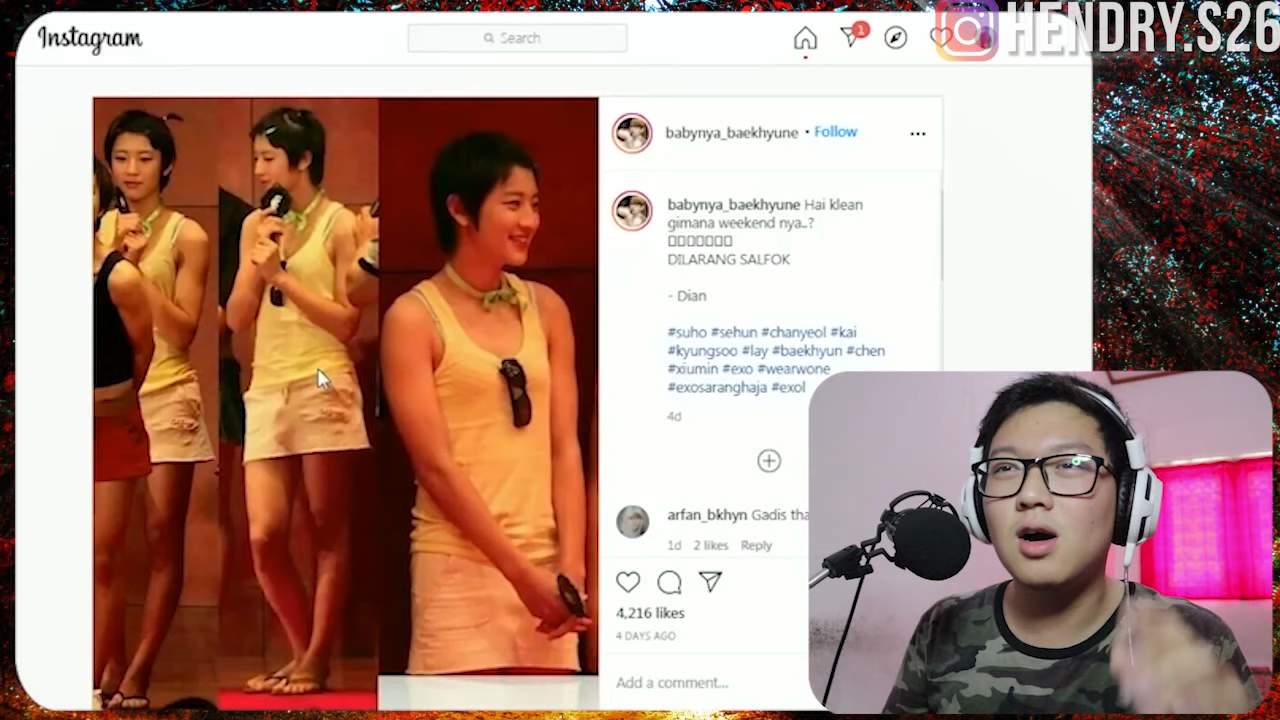 Instagram
Search
1
HENDRY.S26
babynya_baekhyune • Follow
babynya_baekhyune Hai klean
gimana weekend nya..?
DILARANG SALFOK
- Dian
#suho #sehun #chanyeol #kai
#kyungsoo #lay #baekhyun #chen
#xiumin #exo #wearwone
#exosaranghaja #exol
4d
arfan_bkhyn Gadis tha
1d 2 likes Reply
4,216 likes
4 DAYS AGO
Add a comment...